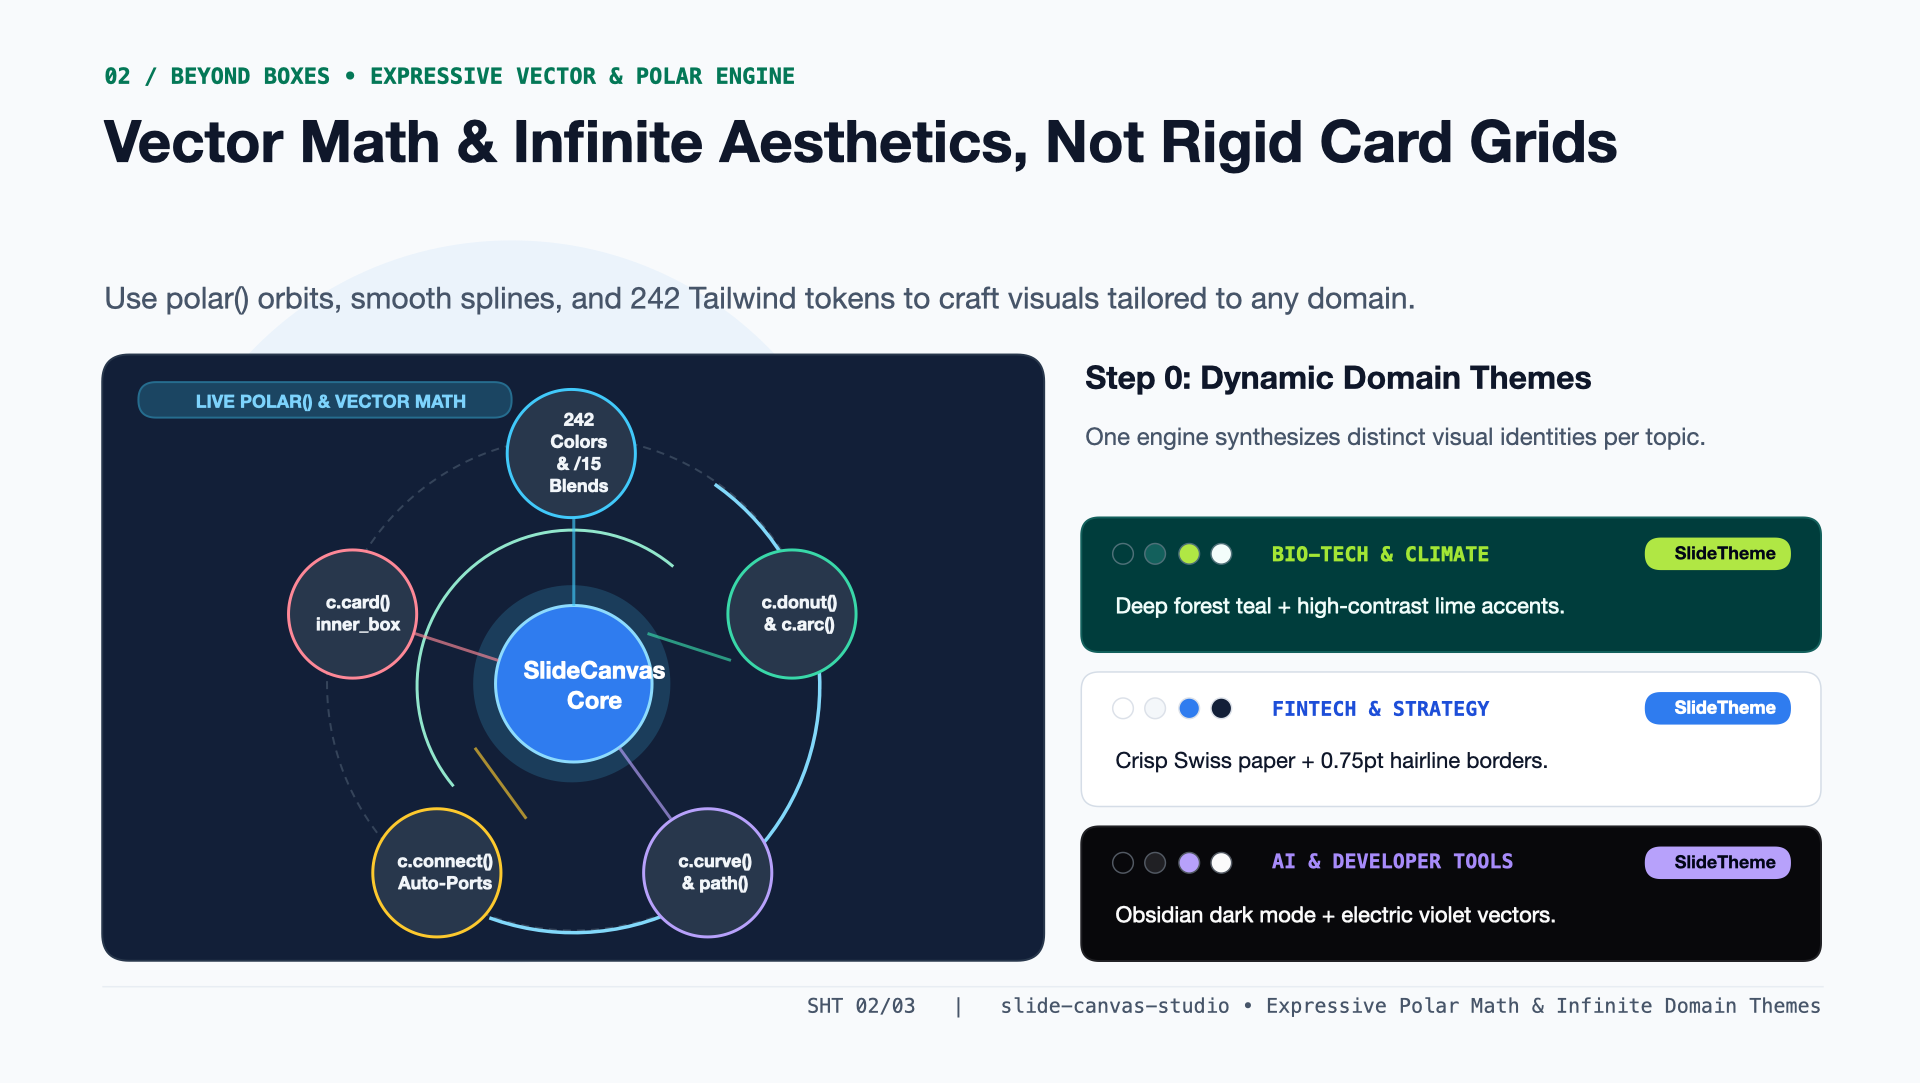 02 / BEYOND BOXES • EXPRESSIVE VECTOR & POLAR ENGINE
Vector Math & Infinite Aesthetics, Not Rigid Card Grids
Use polar() orbits, smooth splines, and 242 Tailwind tokens to craft visuals tailored to any domain.
LIVE POLAR() & VECTOR MATH
242
Colors
& /15
Blends
c.card()
inner_box
c.donut()
& c.arc()
SlideCanvas
Core
c.connect()
Auto-Ports
c.curve()
& path()
Step 0: Dynamic Domain Themes
One engine synthesizes distinct visual identities per topic.
BIO-TECH & CLIMATE
SlideTheme
Deep forest teal + high-contrast lime accents.
FINTECH & STRATEGY
SlideTheme
Crisp Swiss paper + 0.75pt hairline borders.
AI & DEVELOPER TOOLS
SlideTheme
Obsidian dark mode + electric violet vectors.
SHT 02/03 | slide-canvas-studio • Expressive Polar Math & Infinite Domain Themes